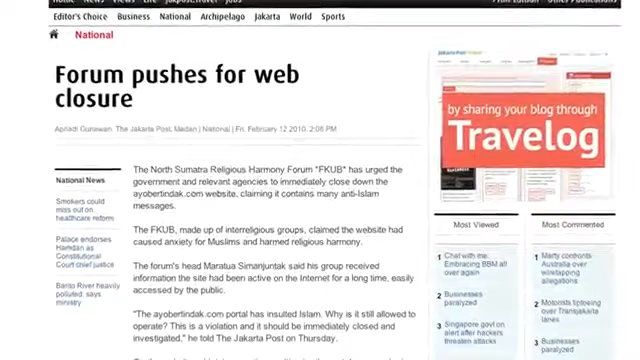 Home News Views Life jakpost.travel Jobs
Print Edition Other Publications
Editor's Choice Business National Archipelago Jakarta World Sports
National
Forum pushes for web
closure
Apriadi Gunawan, The Jakarta Post, Medan | National | Fri, February 12 2010, 2:08 PM
National News
Smokers could
miss out on
healthcare reform
Palace endorses
Hamdan as
Constitutional
Court chief justice
Barito River heavily
polluted, says
ministry
The North Sumatra Religious Harmony Forum "FKUB" has urged the
government and relevant agencies to immediately close down the
ayobertindak.com website, claiming it contains many anti-Islam
messages.
The FKUB, made up of interreligious groups, claimed the website had
caused anxiety for Muslims and harmed religious harmony.
The forum's head Maratua Simanjuntak said his group received
information the site had been active on the Internet for a long time, easily
accessed by the public.
"The ayobertindak.com portal has insulted Islam. Why is it still allowed to
operate? This is a violation and it should be immediately closed and
investigated," he told The Jakarta Post on Thursday.
by sharing your blog through
Travelog
Most Viewed
1 Chat with me:
Embracing BBM all
over again
2 Businesses
paralyzed
3 Singapore govt on
alert after hackers
threaten attacks
Most Commented
1 Marty confronts
Australia over
wiretapping
allegations
2 Motorists tiptoeing
over Transjakarta
lanes
3 Businesses
paralyzed